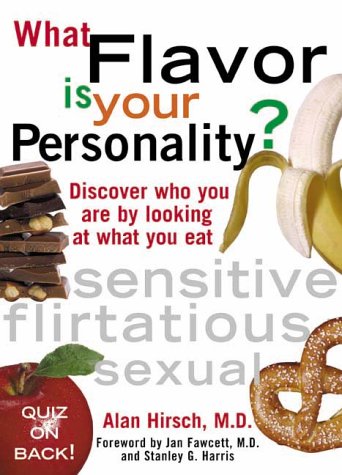 What
Flavor
is your
Personality?
Discover who you
are by looking
at what you eat
sensitive
flirtatious
sexual
QUIZ
ON
BACK!
Alan Hirsch, M.D.
Foreword by Jan Fawcett, M.D.
and Stanley G. Harris